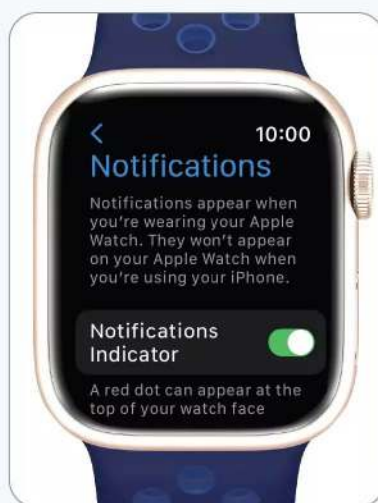 10:00
Notifications
Notifications appear when
you're wearing your Apple
Watch. They won't appear
on your Apple Watch when
you're using your iPhone.
Notifications
Indicator
A red dot can appear at the
top of your watch face